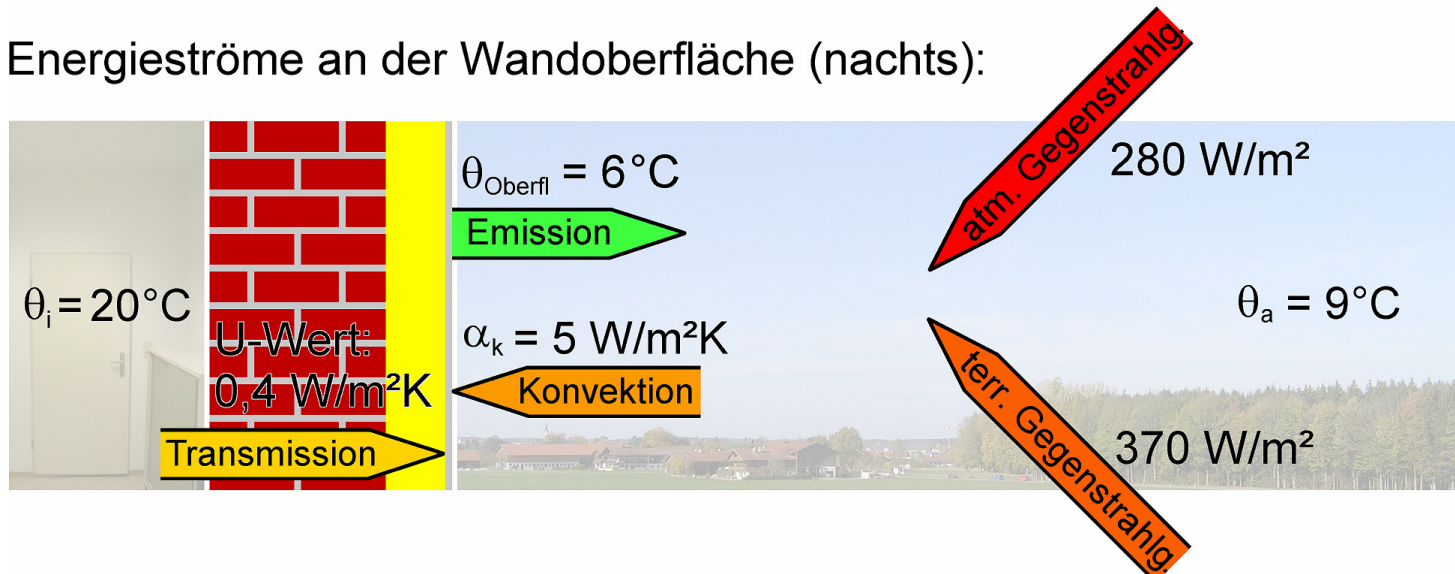 Energieströme an der Wandoberfläche (nachts):
atm. Gegenstrahlg.
280 W/m²
θOberfl = 6°C
Emission
θi = 20°C
θa = 9°C
U-Wert:
0,4 W/m²K
αk = 5 W/m²K
Konvektion
Transmission
terr. Gegenstrahlg.
370 W/m²